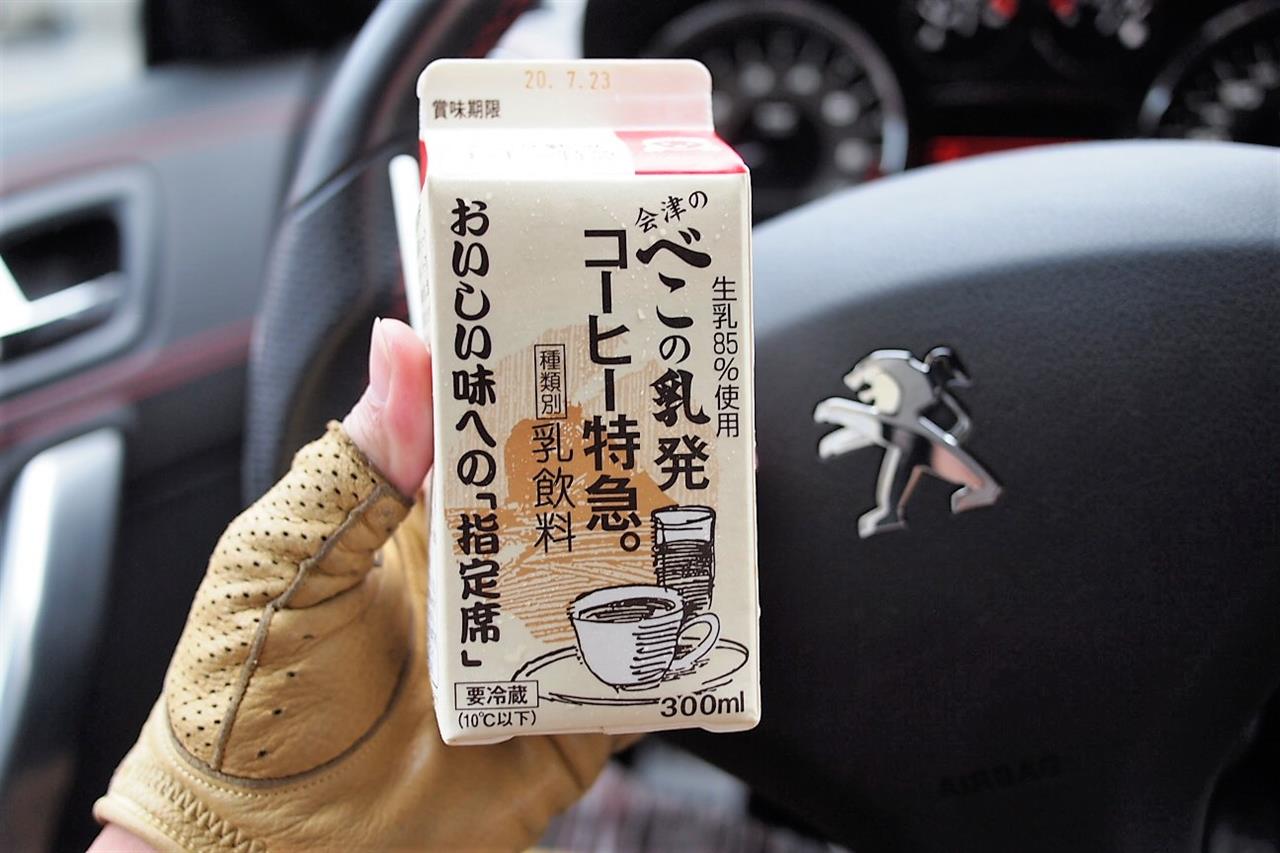 20. 7.23
賞味期限
生乳85%使用
会津の
べこの乳発
コーヒー特急。
種類別
乳飲料
おいしい味への「指定席」
要冷蔵
(10℃以下)
300ml
AIRBAG